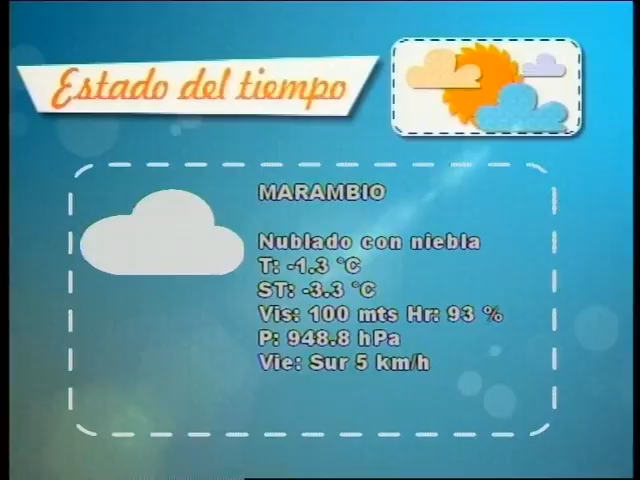 Estado del tiempo
MARAMBIO
Nublado con niebla
T: -1.3 °C
ST: -3.3 °C
Vis: 100 mts Hr: 93 %
P: 948.8 hPa
Vie: Sur 5 km/h